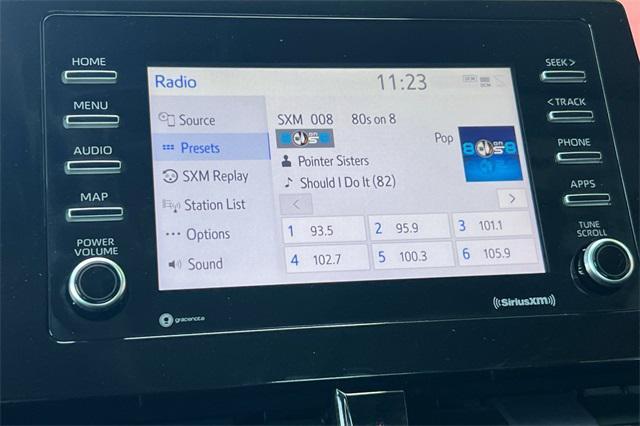 HOME
MENU
AUDIO
MAP
POWER
VOLUME
Radio
11:23
Source
Presets
SXM Replay
Station List
Options
Sound
SXM 008 80s on 8
Pop
Pointer Sisters
Should I Do It (82)
< >
1 93.5
2 95.9
3 101.1
4 102.7
5 100.3
6 105.9
SEEK >
< TRACK
PHONE
APPS
TUNE
SCROLL
gracenote
((SiriusXM))